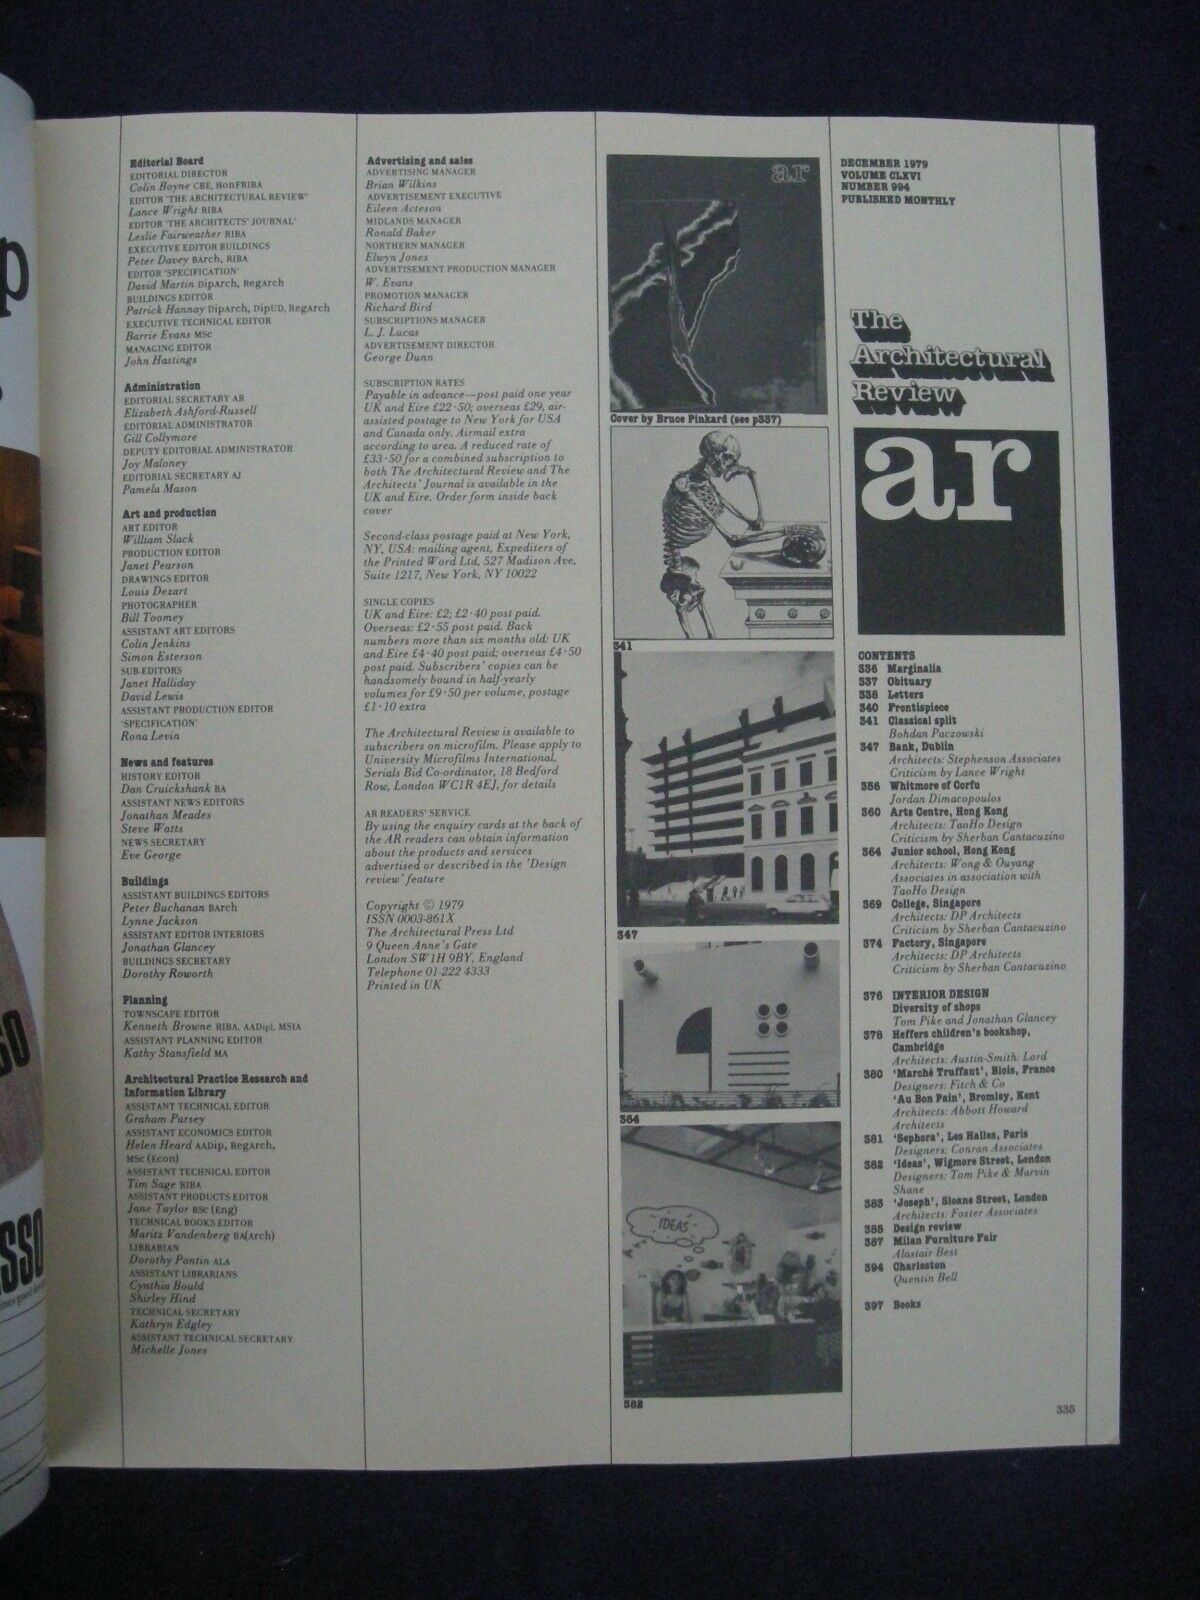 Editorial Board
EDITORIAL DIRECTOR
Colin Boyne CBE, HonFRIBA
EDITOR 'THE ARCHITECTURAL REVIEW'
Lance Wright RIBA
EDITOR 'THE ARCHITECTS' JOURNAL'
Leslie Fairweather RIBA
EXECUTIVE EDITOR BUILDINGS
Peter Davey BArch, RIBA
EDITOR 'SPECIFICATION'
David Martin DipArch, RegArch
BUILDINGS EDITOR
Patrick Hannay DipArch, DipUD, RegArch
EXECUTIVE TECHNICAL EDITOR
Barrie Evans MSc
MANAGING EDITOR
John Hastings
Administration
EDITORIAL SECRETARY AR
Elizabeth Ashford-Russell
EDITORIAL ADMINISTRATOR
Gill Collymore
DEPUTY EDITORIAL ADMINISTRATOR
Joy Maloney
EDITORIAL SECRETARY AJ
Pamela Mason
Art and production
ART EDITOR
William Slack
PRODUCTION EDITOR
Janet Pearson
DRAWINGS EDITOR
Louis Dezart
PHOTOGRAPHER
Bill Toomey
ASSISTANT ART EDITORS
Colin Jenkins
Simon Esterson
SUB-EDITORS
Janet Halliday
David Lewis
ASSISTANT PRODUCTION EDITOR
'SPECIFICATION'
Rona Levin
News and features
HISTORY EDITOR
Dan Cruickshank BA
ASSISTANT NEWS EDITORS
Jonathan Meades
Steve Watts
NEWS SECRETARY
Eve George
Buildings
ASSISTANT BUILDINGS EDITORS
Peter Buchanan BArch
Lynne Jackson
ASSISTANT EDITOR INTERIORS
Jonathan Glancey
BUILDINGS SECRETARY
Dorothy Roworth
Planning
TOWNSCAPE EDITOR
Kenneth Browne RIBA, AADipl, MSIA
ASSISTANT PLANNING EDITOR
Kathy Stansfield MA
Architectural Practice Research and
Information Library
ASSISTANT TECHNICAL EDITOR
Graham Parsey
ASSISTANT ECONOMICS EDITOR
Helen Heard AADip, RegArch,
MSc (Econ)
ASSISTANT TECHNICAL EDITOR
Tim Sage RIBA
ASSISTANT PRODUCTS EDITOR
Jane Taylor BSc (Eng)
TECHNICAL BOOKS EDITOR
Maritz Vandenberg BA(Arch)
LIBRARIAN
Dorothy Pontin ALA
ASSISTANT LIBRARIANS
Cynthia Bould
Shirley Hind
TECHNICAL SECRETARY
Kathryn Edgley
ASSISTANT TECHNICAL SECRETARY
Michelle Jones
Advertising and sales
ADVERTISING MANAGER
Brian Wilkins
ADVERTISEMENT EXECUTIVE
Eileen Acteson
MIDLANDS MANAGER
Ronald Baker
NORTHERN MANAGER
Elwyn Jones
ADVERTISEMENT PRODUCTION MANAGER
W. Evans
PROMOTION MANAGER
Richard Bird
SUBSCRIPTIONS MANAGER
L. J. Lucas
ADVERTISEMENT DIRECTOR
George Dunn
SUBSCRIPTION RATES
Payable in advance—post paid one year
UK and Eire £22·50; overseas £29, air-
assisted postage to New York for USA
and Canada only. Airmail extra
according to area. A reduced rate of
£33·50 for a combined subscription to
both The Architectural Review and The
Architects' Journal is available in the
UK and Eire. Order form inside back
cover
Second-class postage paid at New York,
NY, USA: mailing agent, Expediters of
the Printed Word Ltd, 527 Madison Ave,
Suite 1217, New York, NY 10022
SINGLE COPIES
UK and Eire: £2; £2·40 post paid.
Overseas: £2·55 post paid. Back
numbers more than six months old: UK
and Eire £4·40 post paid; overseas £4·50
post paid. Subscribers' copies can be
handsomely bound in half-yearly
volumes for £9·50 per volume, postage
£1·10 extra
The Architectural Review is available to
subscribers on microfilm. Please apply to
University Microfilms International,
Serials Bid Co-ordinator, 18 Bedford
Row, London WC1R 4EJ, for details
AR READERS' SERVICE
By using the enquiry cards at the back of
the AR readers can obtain information
about the products and services
advertised or described in the 'Design
review' feature
Copyright © 1979
ISSN 0003-861X
The Architectural Press Ltd
9 Queen Anne's Gate
London SW1H 9BY, England
Telephone 01-222 4333
Printed in UK
ar
Cover by Bruce Pinkard (see p337)
341
347
364
IDEAS
382
DECEMBER 1979
VOLUME CLXVI
NUMBER 994
PUBLISHED MONTHLY
The
Architectural
Review
ar
CONTENTS
336 Marginalia
337 Obituary
338 Letters
340 Frontispiece
341 Classical split
Bohdan Paczowski
347 Bank, Dublin
Architects: Stephenson Associates
Criticism by Lance Wright
356 Whitmore of Corfu
Jordan Dimacopoulos
360 Arts Centre, Hong Kong
Architects: TaoHo Design
Criticism by Sherban Cantacuzino
364 Junior school, Hong Kong
Architects: Wong & Ouyang
Associates in association with
TaoHo Design
369 College, Singapore
Architects: DP Architects
Criticism by Sherban Cantacuzino
374 Factory, Singapore
Architects: DP Architects
Criticism by Sherban Cantacuzino
376 INTERIOR DESIGN
Diversity of shops
Tom Pike and Jonathan Glancey
378 Heffers children's bookshop,
Cambridge
Architects: Austin-Smith: Lord
380 'Marché Truffaut', Blois, France
Designers: Fitch & Co
'Au Bon Pain', Bromley, Kent
Architects: Abbott Howard
Architects
381 'Sephora', Les Halles, Paris
Designers: Conran Associates
382 'Ideas', Wigmore Street, London
Designers: Tom Pike & Marvin
Shane
383 'Joseph', Sloane Street, London
Architects: Foster Associates
385 Design review
387 Milan Furniture Fair
Alastair Best
394 Charleston
Quentin Bell
397 Books
335